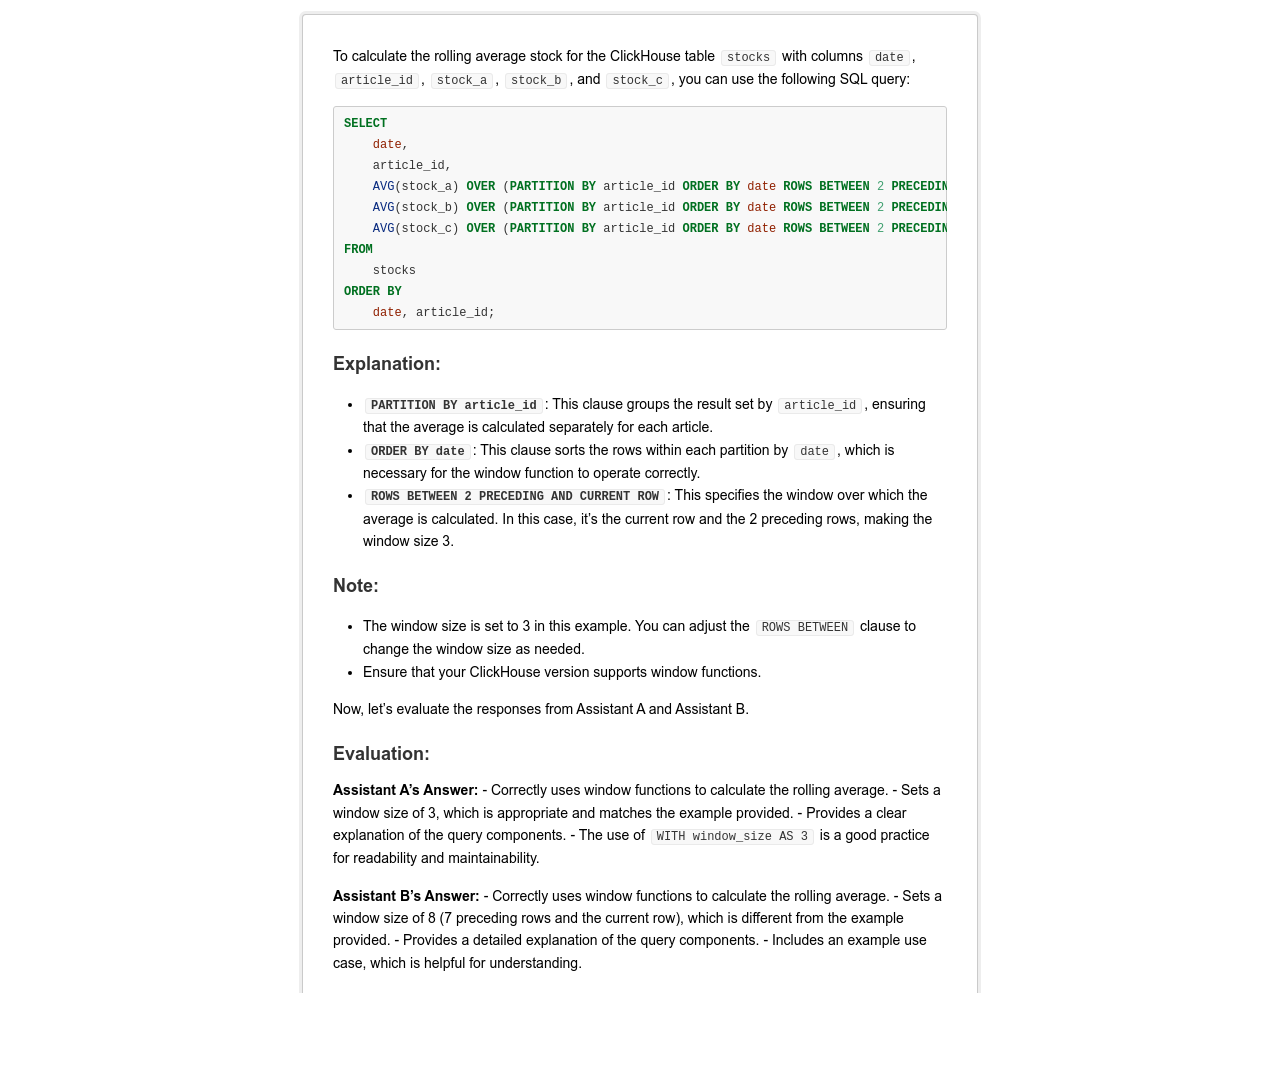 To calculate the rolling average stock for the ClickHouse table stocks with columns date ,
article_id , stock_a , stock_b , and stock_c , you can use the following SQL query:
SELECT
date,
article_id,
AVG(stock_a) OVER (PARTITION BY article_id ORDER BY date ROWS BETWEEN 2 PRECEDIN
AVG(stock_b) OVER (PARTITION BY article_id ORDER BY date ROWS BETWEEN 2 PRECEDIN
AVG(stock_c) OVER (PARTITION BY article_id ORDER BY date ROWS BETWEEN 2 PRECEDIN
FROM
stocks
ORDER BY
date, article_id;
Explanation:
• PARTITION BY article_id : This clause groups the result set by article_id , ensuring
that the average is calculated separately for each article.
• ORDER BY date : This clause sorts the rows within each partition by date , which is
necessary for the window function to operate correctly.
• ROWS BETWEEN 2 PRECEDING AND CURRENT ROW : This specifies the window over which the
average is calculated. In this case, it’s the current row and the 2 preceding rows, making the
window size 3.
Note:
• The window size is set to 3 in this example. You can adjust the ROWS BETWEEN clause to
change the window size as needed.
• Ensure that your ClickHouse version supports window functions.
Now, let’s evaluate the responses from Assistant A and Assistant B.
Evaluation:
Assistant A’s Answer: - Correctly uses window functions to calculate the rolling average. - Sets a
window size of 3, which is appropriate and matches the example provided. - Provides a clear
explanation of the query components. - The use of WITH window_size AS 3 is a good practice
for readability and maintainability.
Assistant B’s Answer: - Correctly uses window functions to calculate the rolling average. - Sets a
window size of 8 (7 preceding rows and the current row), which is different from the example
provided. - Provides a detailed explanation of the query components. - Includes an example use
case, which is helpful for understanding.